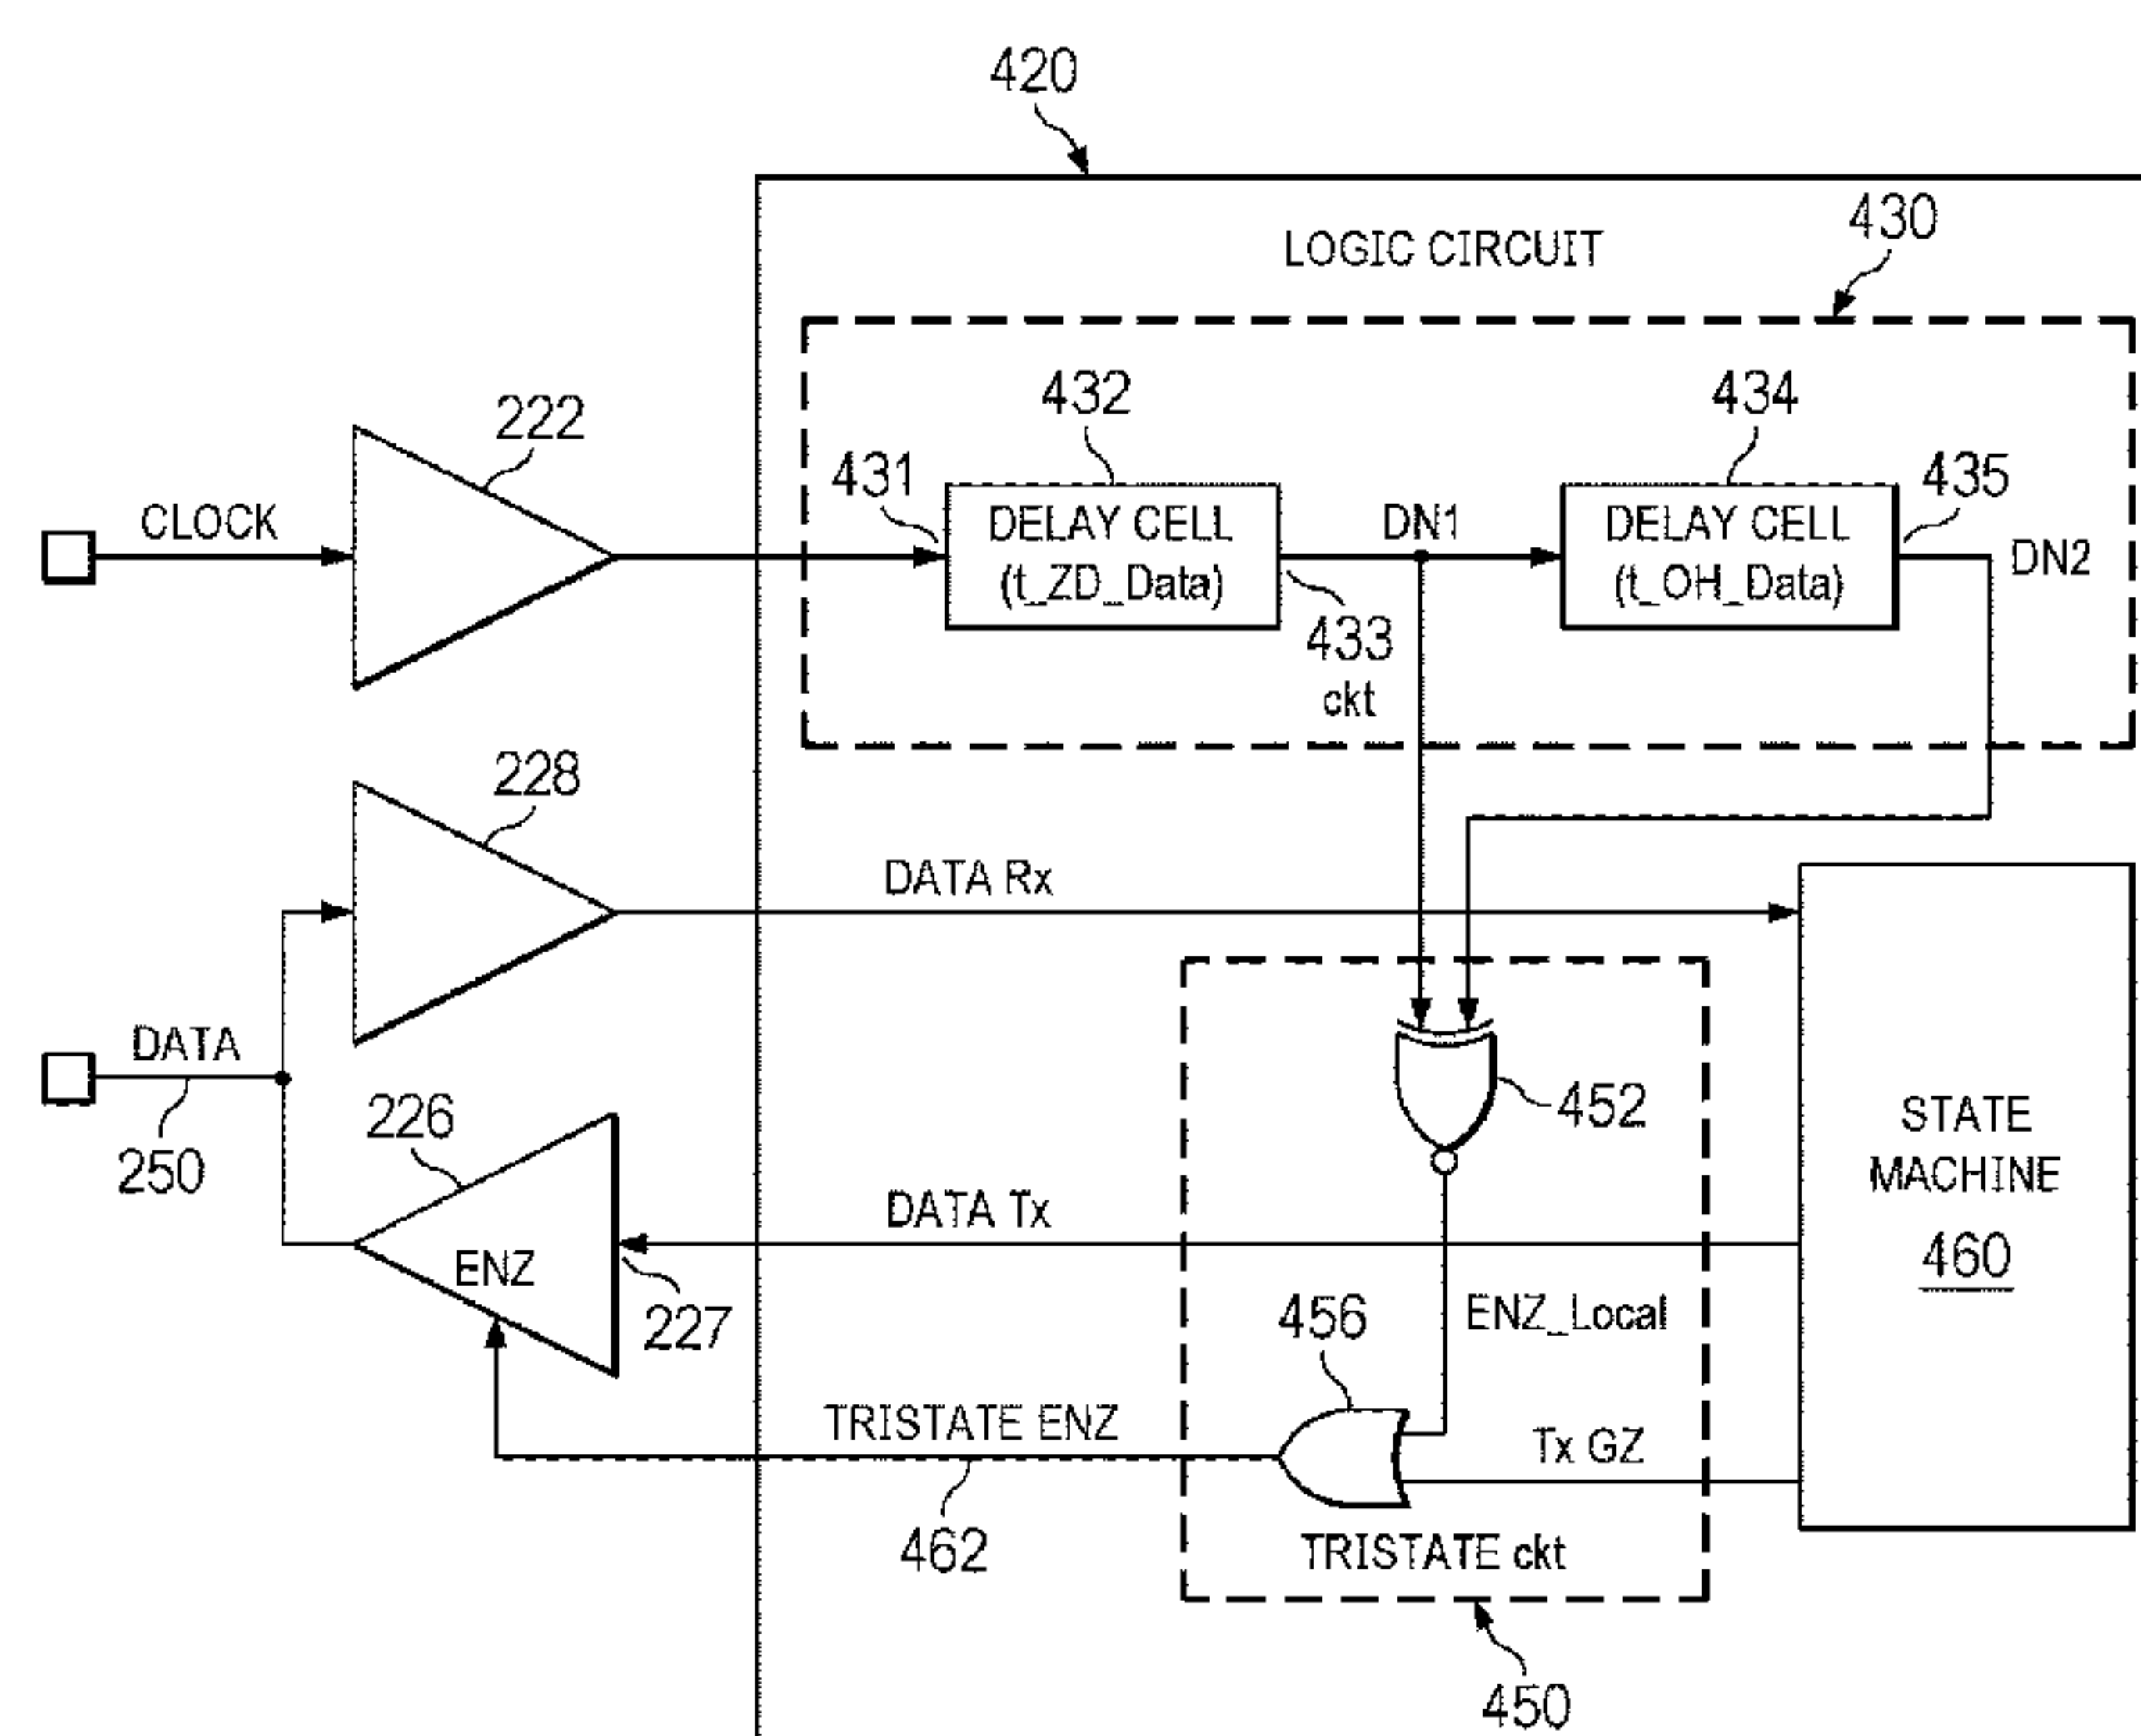 420
430
LOGIC CIRCUIT
432
434
222
431
435
CLOCK
DELAY CELL
(t_ZD_Data)
DN1
DELAY CELL
(t_OH_Data)
DN2
433
ckt
228
DATA Rx
DATA
250
226
452
STATE
MACHINE
460
DATA Tx
ENZ
227
456
ENZ_Local
TRISTATE ENZ
Tx GZ
462
TRISTATE ckt
450